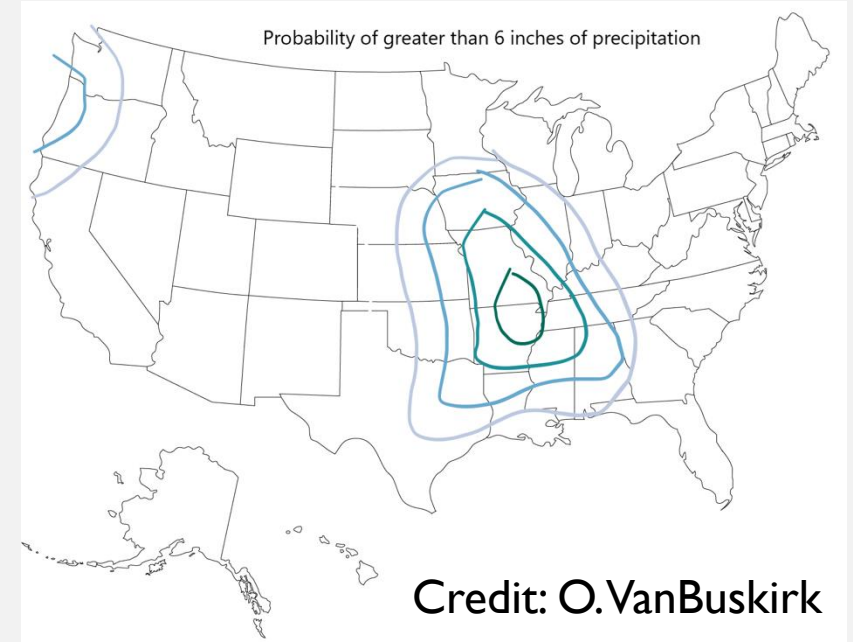 Probability of greater than 6 inches of precipitation
Credit: O. VanBuskirk